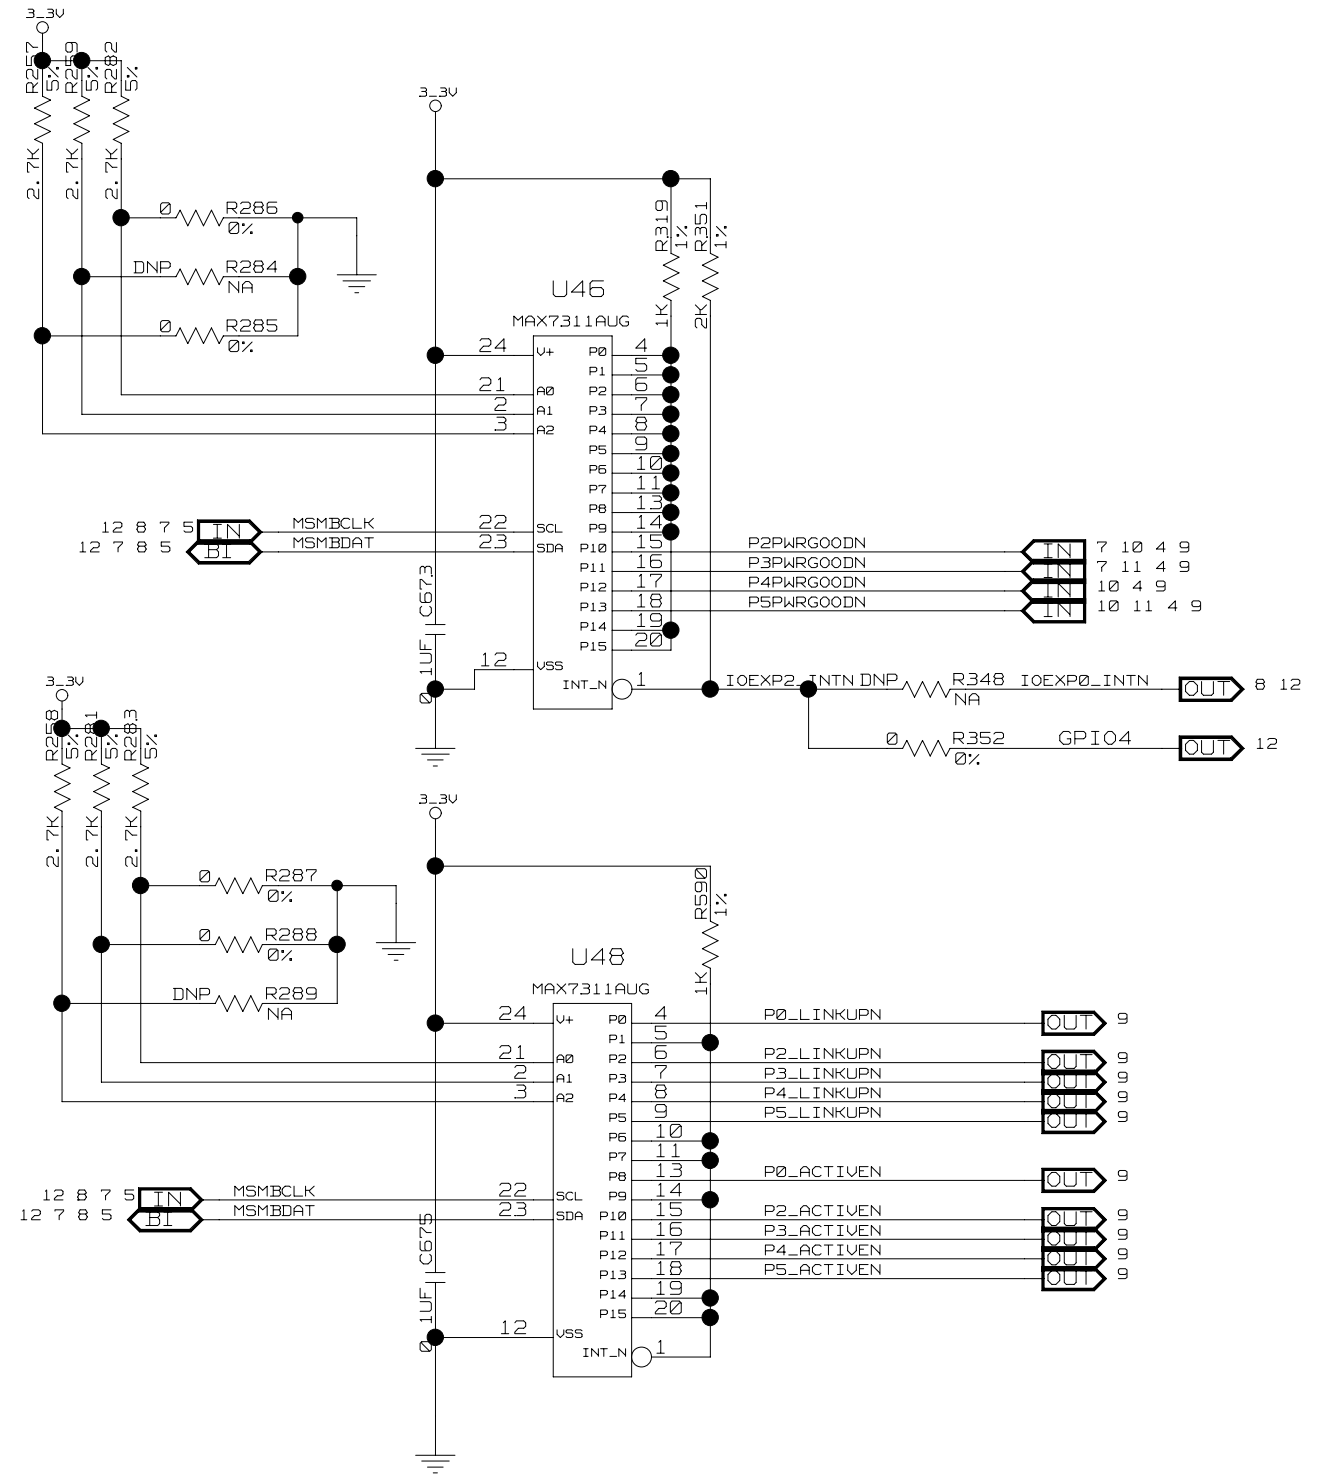 3_3V
R257 5% 2.7K
R259 5% 2.7K
R282 5% 2.7K
0 R286
0%
DNP R284
NA
0 R285
0%
3_3V
R319 1% 1K
R351 1% 2K
U46
MAX7311AUG
24 V+ P0 4
P1 5
21 A0 P2 6
2 A1 P3 7
3 A2 P4 8
P5 9
P6 10
P7 11
P8 13
12 8 7 5 IN MSMBCLK 22 SCL P9 14
12 7 8 5 BI MSMBDAT 23 SDA P10 15 P2PWRGOODN IN 7 10 4 9
P11 16 P3PWRGOODN IN 7 11 4 9
P12 17 P4PWRGOODN IN 10 4 9
P13 18 P5PWRGOODN IN 10 11 4 9
P14 19
P15 20
C673 0 1UF
12 VSS
INT_N 1 IOEXP2_INTN DNP R348 IOEXP0_INTN OUT 8 12
NA
0 R352 GPIO4 OUT 12
0%
3_3V
R258 5% 2.7K
R281 5% 2.7K
R283 5% 2.7K
0 R287
0%
0 R288
0%
DNP R289
NA
3_3V
R590 1% 1K
U48
MAX7311AUG
24 V+ P0 4 P0_LINKUPN OUT 9
P1 5
21 A0 P2 6 P2_LINKUPN OUT 9
2 A1 P3 7 P3_LINKUPN OUT 9
3 A2 P4 8 P4_LINKUPN OUT 9
P5 9 P5_LINKUPN OUT 9
P6 10
P7 11
P8 13 P0_ACTIVEN OUT 9
12 8 7 5 IN MSMBCLK 22 SCL P9 14
12 7 8 5 BI MSMBDAT 23 SDA P10 15 P2_ACTIVEN OUT 9
P11 16 P3_ACTIVEN OUT 9
P12 17 P4_ACTIVEN OUT 9
P13 18 P5_ACTIVEN OUT 9
P14 19
P15 20
C675 0 1UF
12 VSS
INT_N 1